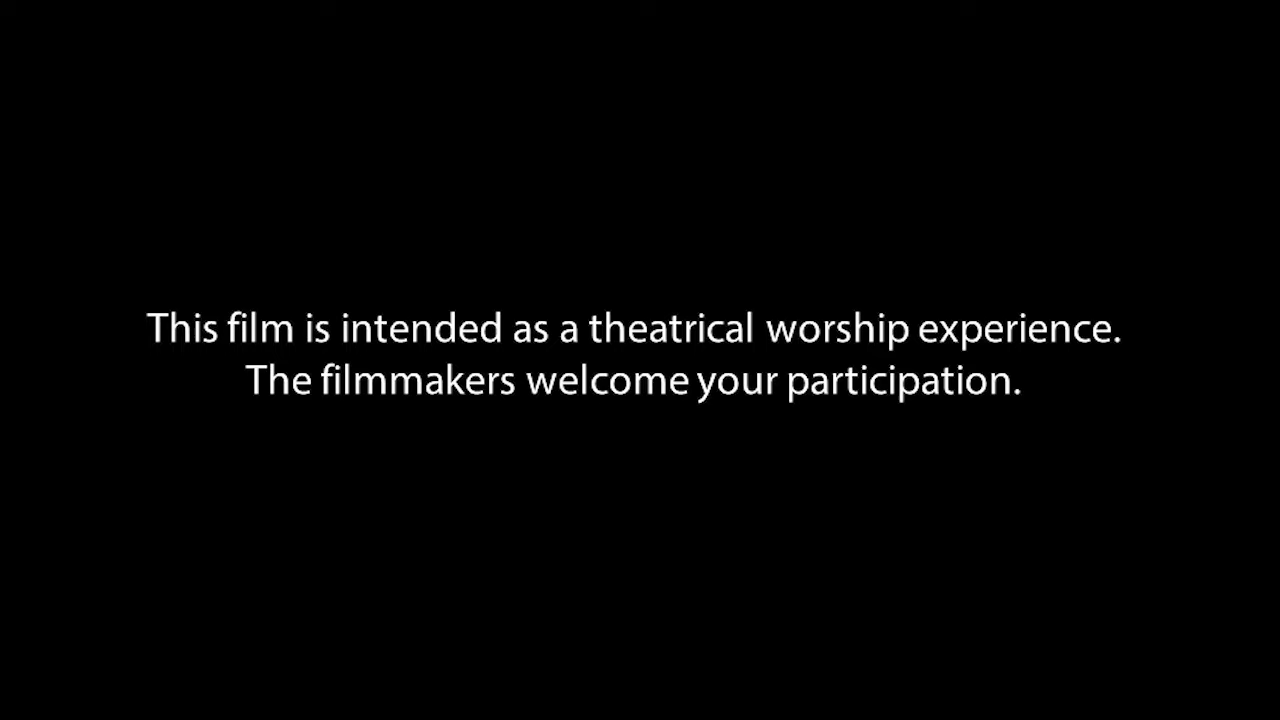 This film is intended as a theatrical worship experience.
The filmmakers welcome your participation.